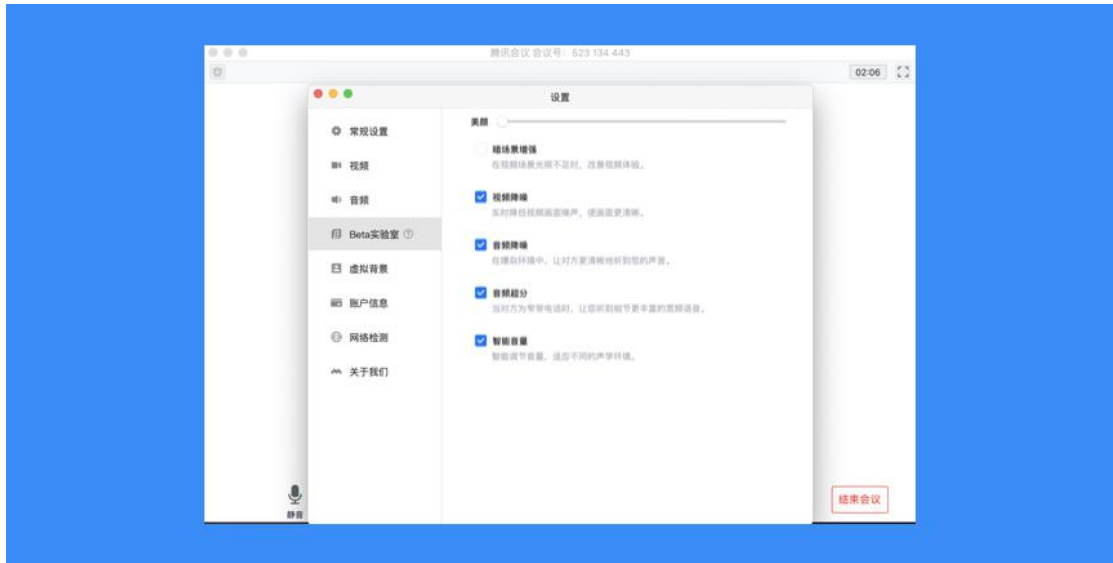 腾讯会议 会议号：523 134 443
02:06
设置
常规设置
视频
音频
Beta实验室
虚拟背景
账户信息
网络检测
关于我们
美颜
暗场景增强
在视频场景光照不足时，改善视频体验。
视频降噪
实时降低视频画面噪声，使画面更清晰。
音频降噪
在嘈杂环境中，让对方更清晰地听到您的声音。
音频超分
当对方为窄带电话时，让您听到细节更丰富的宽频语音。
智能音量
智能调节音量，适应不同的声学环境。
静音
结束会议